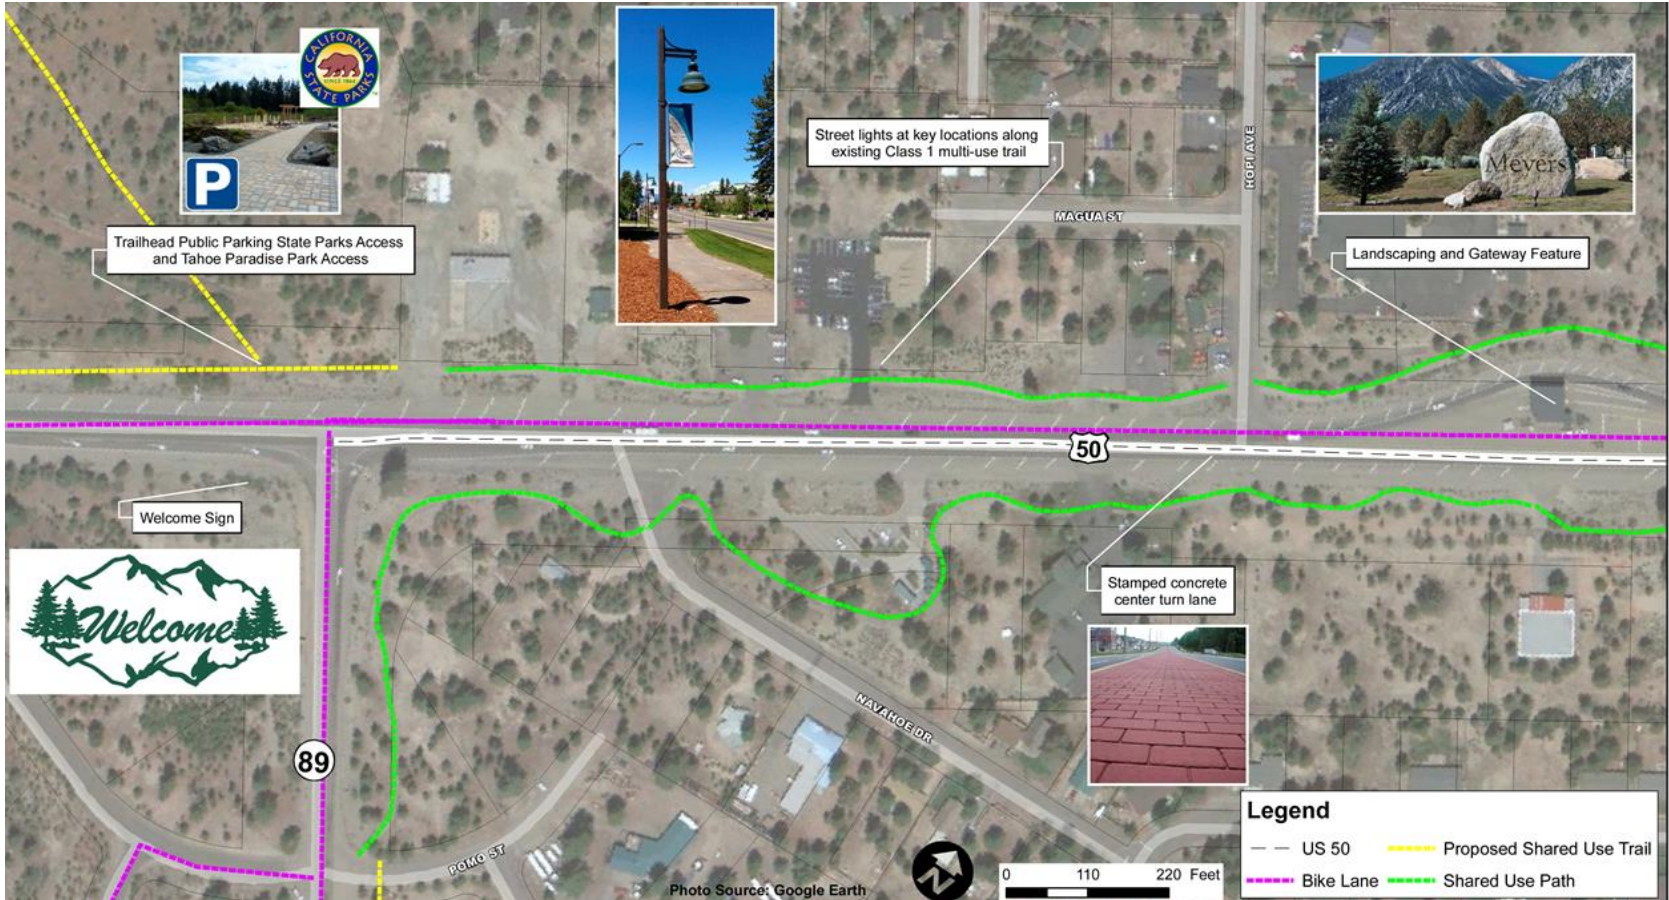 CALIFORNIA
STATE PARKS
SINCE 1864
P
Trailhead Public Parking State Parks Access
and Tahoe Paradise Park Access
Street lights at key locations along
existing Class 1 multi-use trail
HOPI AVE
MAGUA ST
Meyers
Landscaping and Gateway Feature
50
Welcome Sign
Welcome
Stamped concrete
center turn lane
NAVAHOE DR
89
POMO ST
Photo Source: Google Earth
N
0 110 220 Feet
Legend
US 50
Proposed Shared Use Trail
Bike Lane
Shared Use Path